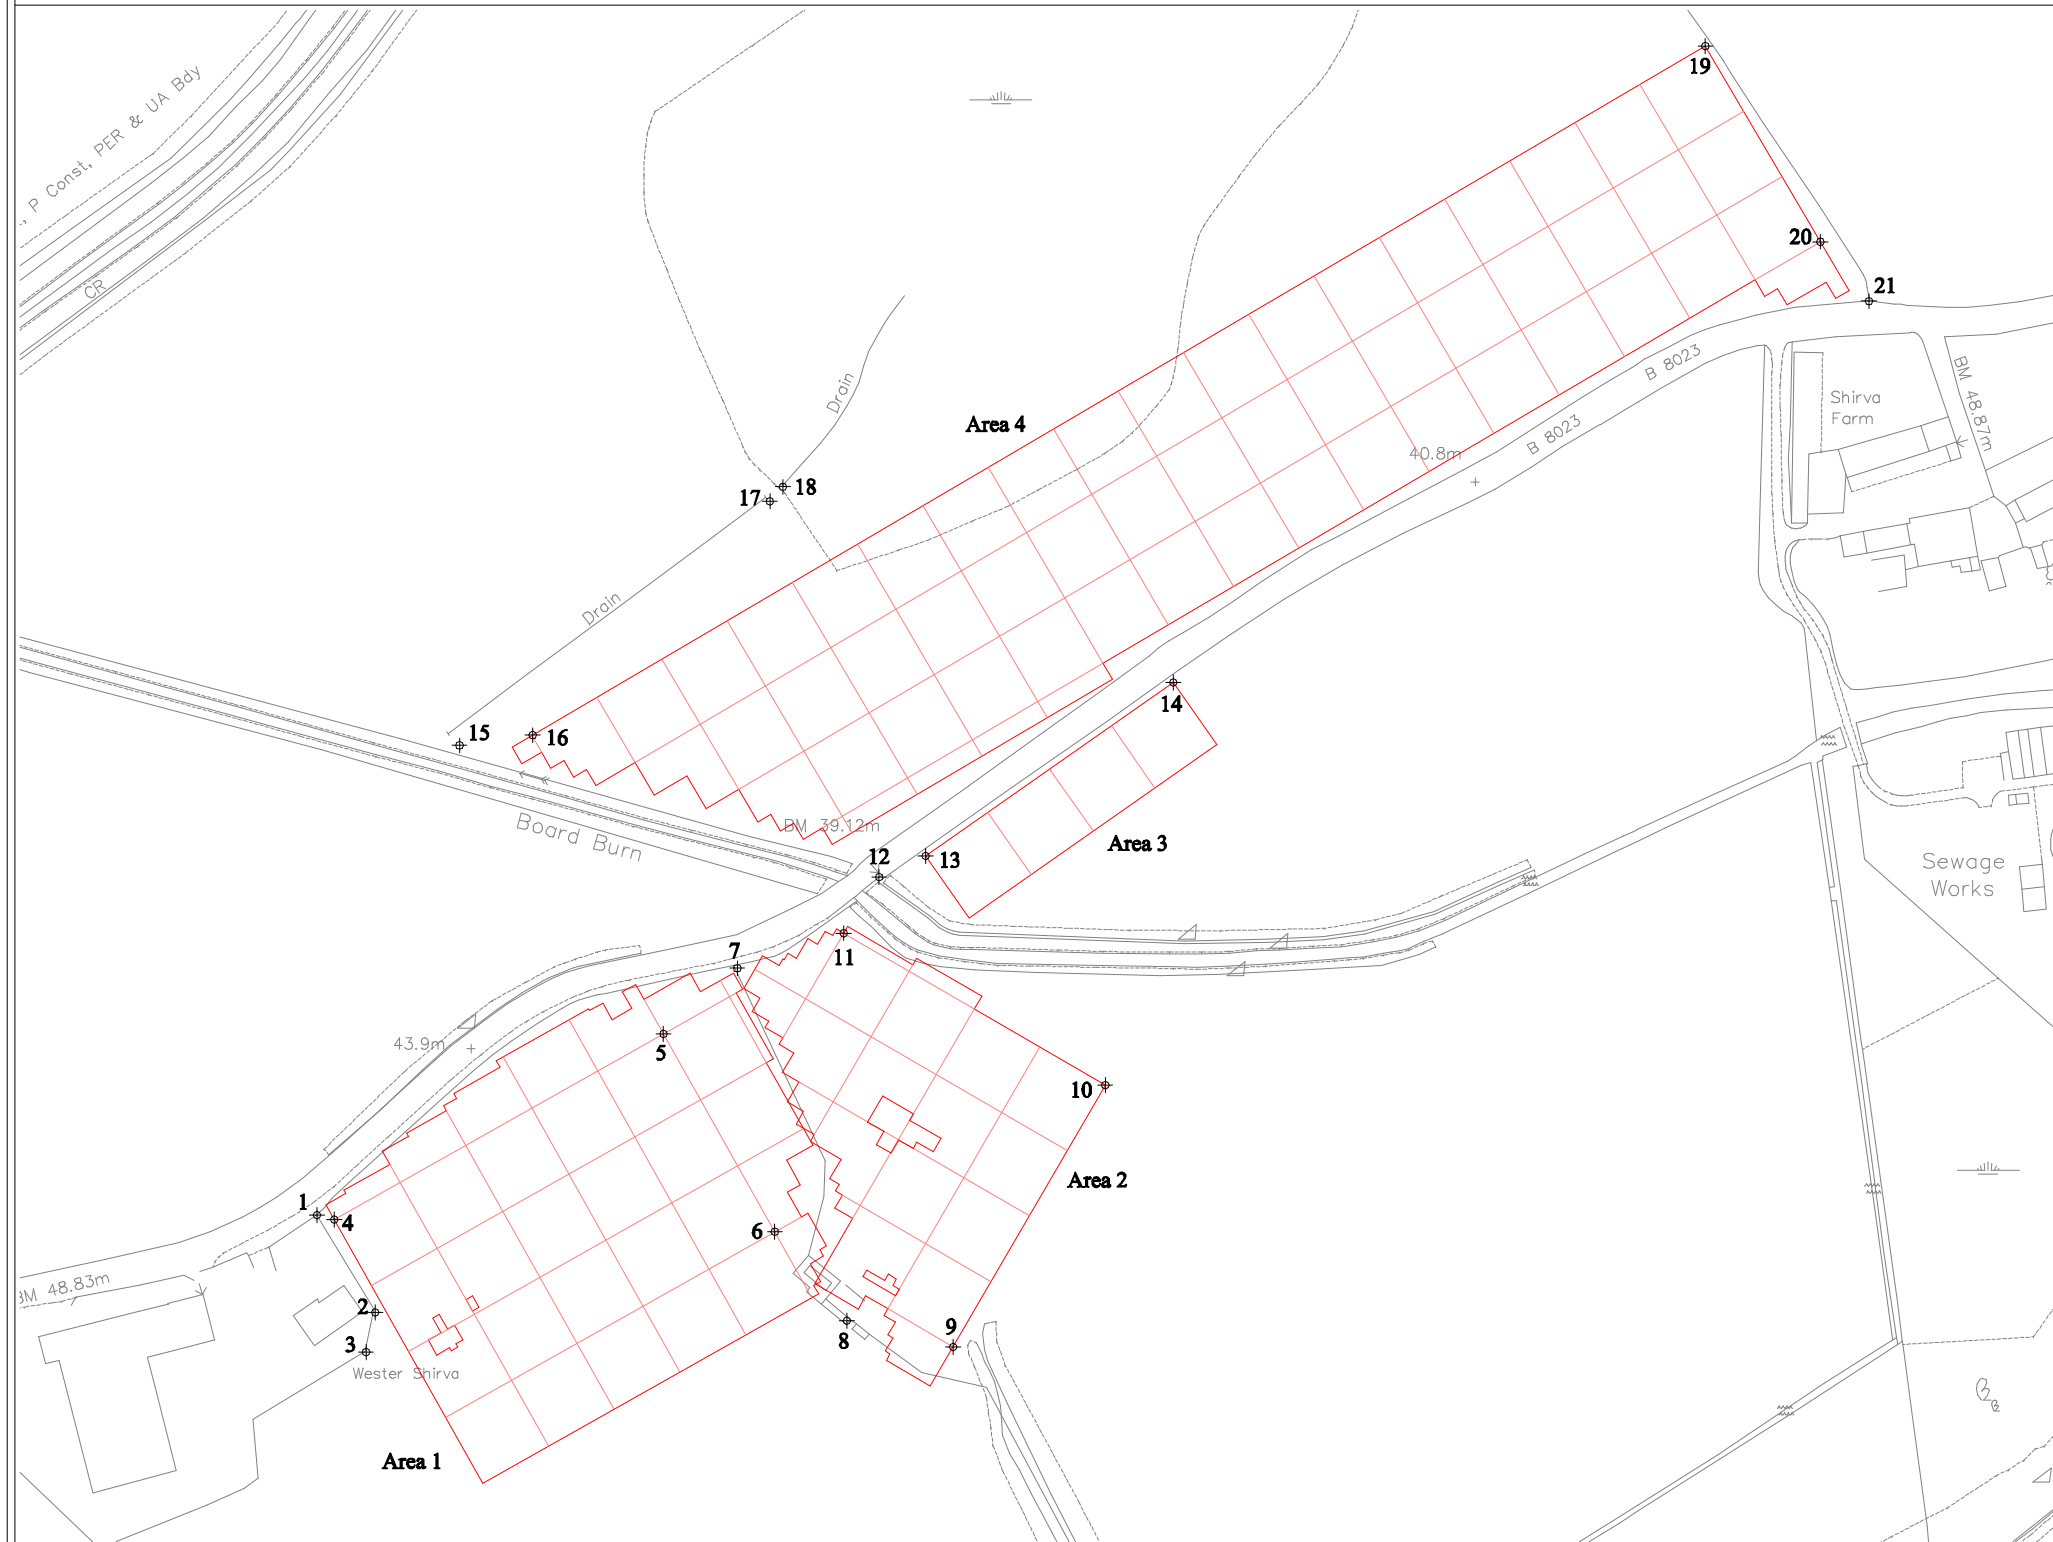 ., P Const, PER & UA Bdy
CR
19
20
21
B 8023
B 8023
40.8m
Shirva
Farm
BM 48.87m
Area 4
Drain
17
18
Drain
15
16
14
BM 39.12m
Board Burn
12
13
Area 3
Sewage
Works
7
11
5
43.9m
10
Area 2
1
4
6
BM 48.83m
2
3
8
9
Wester Shirva
Area 1